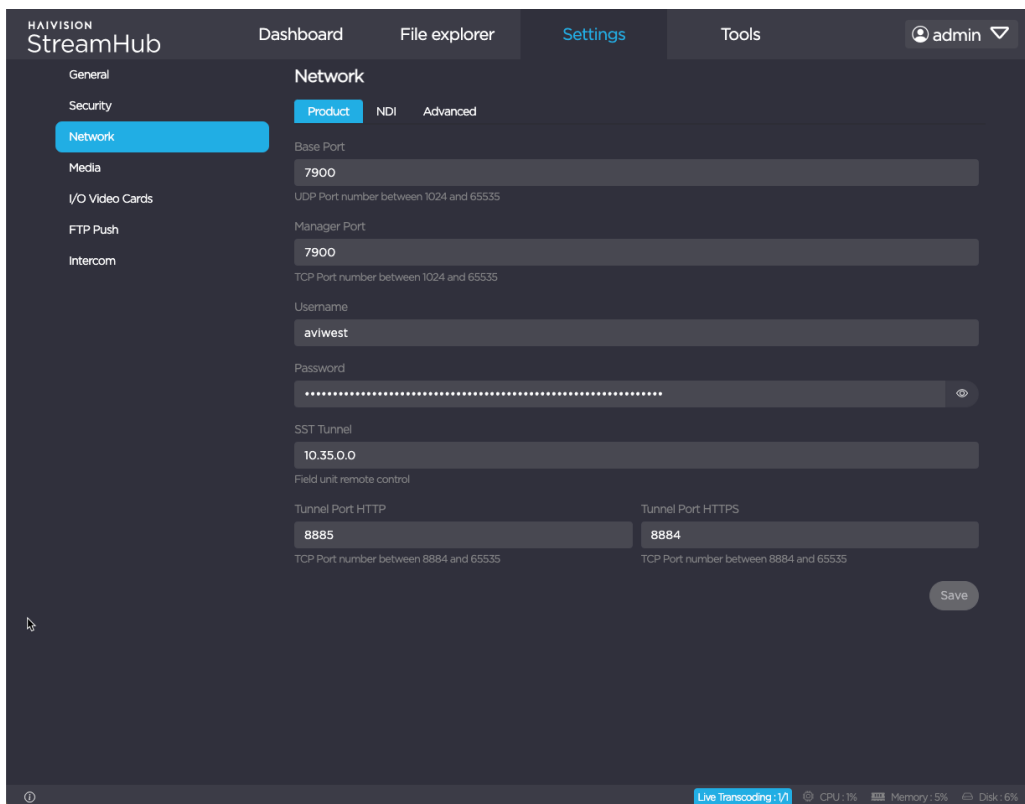 HAIVISION
StreamHub
Dashboard
File explorer
Settings
Tools
admin
General
Security
Network
Media
I/O Video Cards
FTP Push
Intercom
Network
Product
NDI
Advanced
Base Port
7900
UDP Port number between 1024 and 65535
Manager Port
7900
TCP Port number between 1024 and 65535
Username
aviwest
Password
SST Tunnel
10.35.0.0
Field unit remote control
Tunnel Port HTTP
8885
TCP Port number between 8884 and 65535
Tunnel Port HTTPS
8884
TCP Port number between 8884 and 65535
Save
Live Transcoding : 1/1
CPU : 1%
Memory : 5%
Disk : 6%